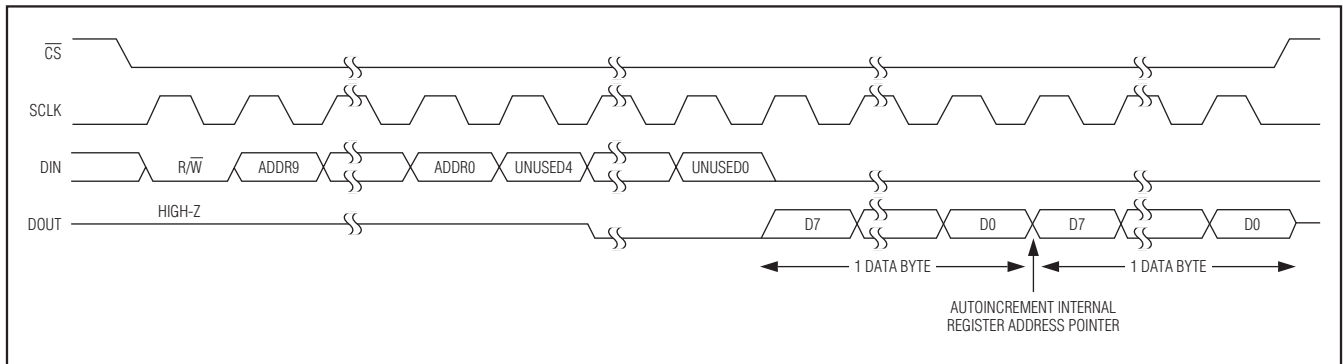 C̅S̅
SCLK
DIN R/W̅ ADDR9 ADDR0 UNUSED4 UNUSED0
HIGH-Z
DOUT D7 D0 D7 D0
1 DATA BYTE 1 DATA BYTE
AUTOINCREMENT INTERNAL
REGISTER ADDRESS POINTER